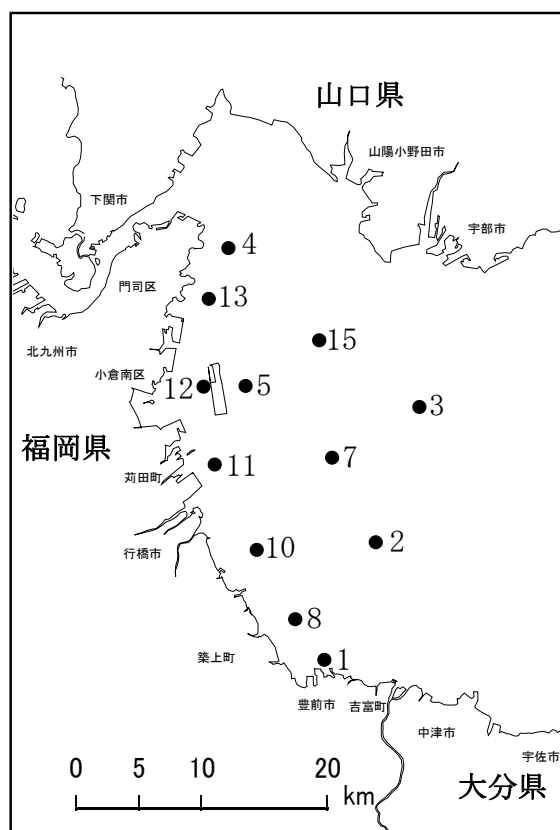 山口県
山陽小野田市
下関市
宇部市
4
門司区
13
15
北九州市
小倉南区
12
5
3
福岡県
7
11
苅田町
2
10
行橋市
8
築上町
1
豊前市
吉富町
中津市
宇佐市
大分県
0 5 10 20
km